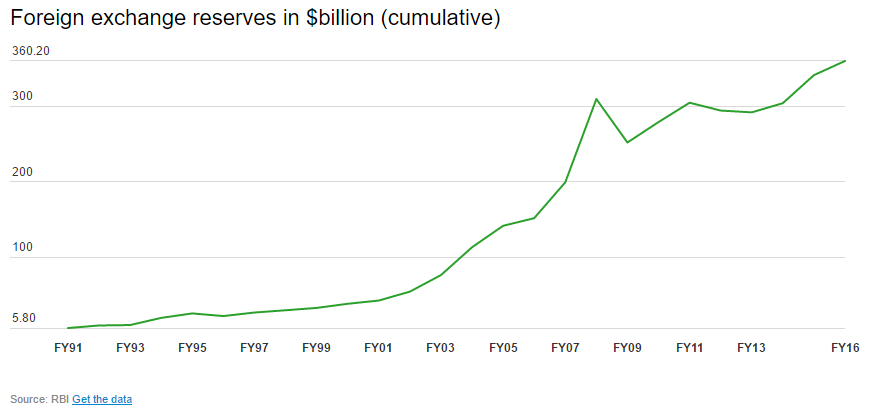 Foreign exchange reserves in $billion (cumulative)
360.20
300
200
100
5.80
FY91 FY93 FY95 FY97 FY99 FY01 FY03 FY05 FY07 FY09 FY11 FY13 FY16
Source: RBI Get the data